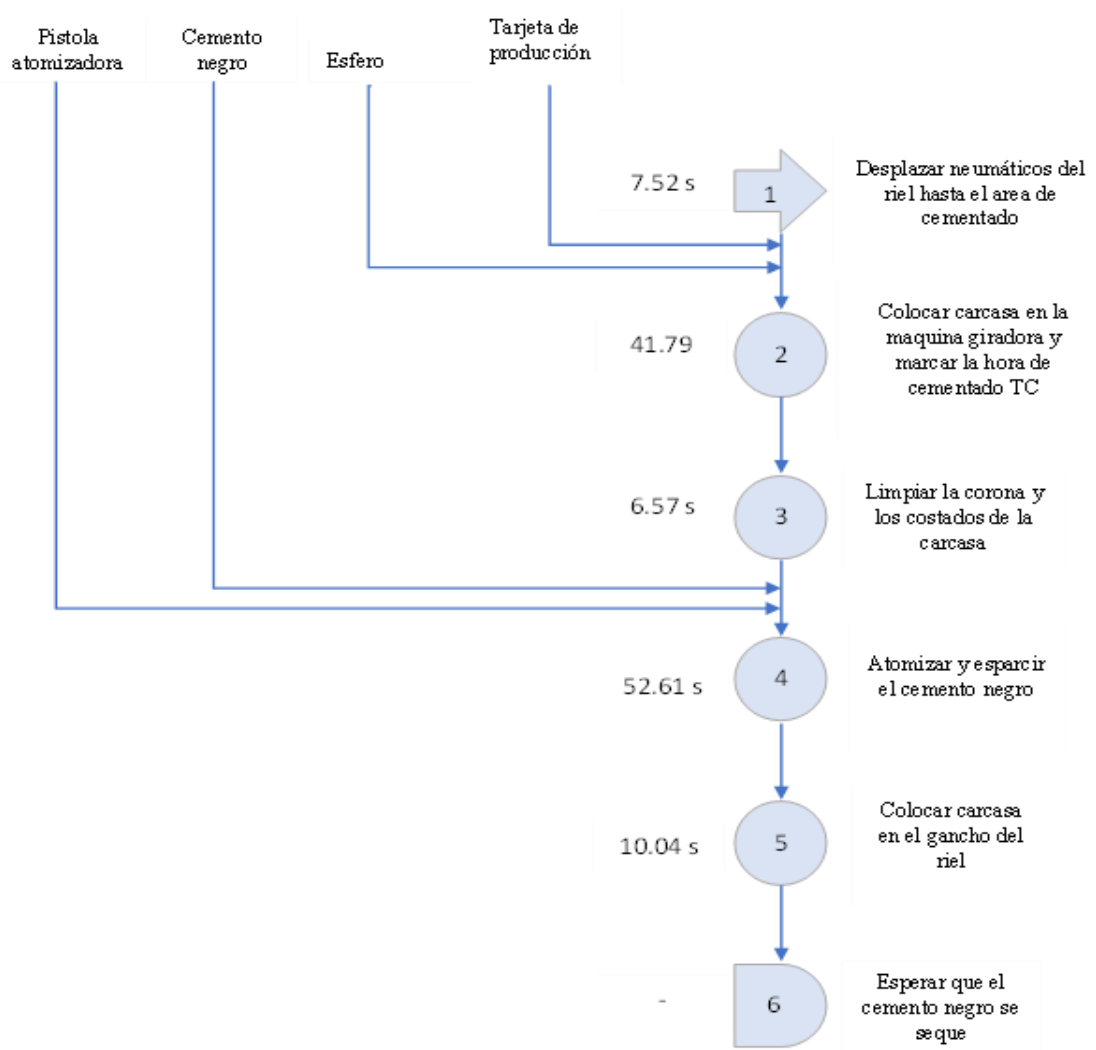 Pistola
atomizadora
Cemento
negro
Esfero
Tarjeta de
producción
7.52 s
1
Desplazar neumáticos del
riel hasta el area de
cementado
41.79
2
Colocar carcasa en la
maquina giradora y
marcar la hora de
cementado TC
6.57 s
3
Limpiar la corona y
los costados de la
carcasa
52.61 s
4
Atomizar y esparcir
el cemento negro
10.04 s
5
Colocar carcasa
en el gancho del
riel
-
6
Esperar que el
cemento negro se
seque